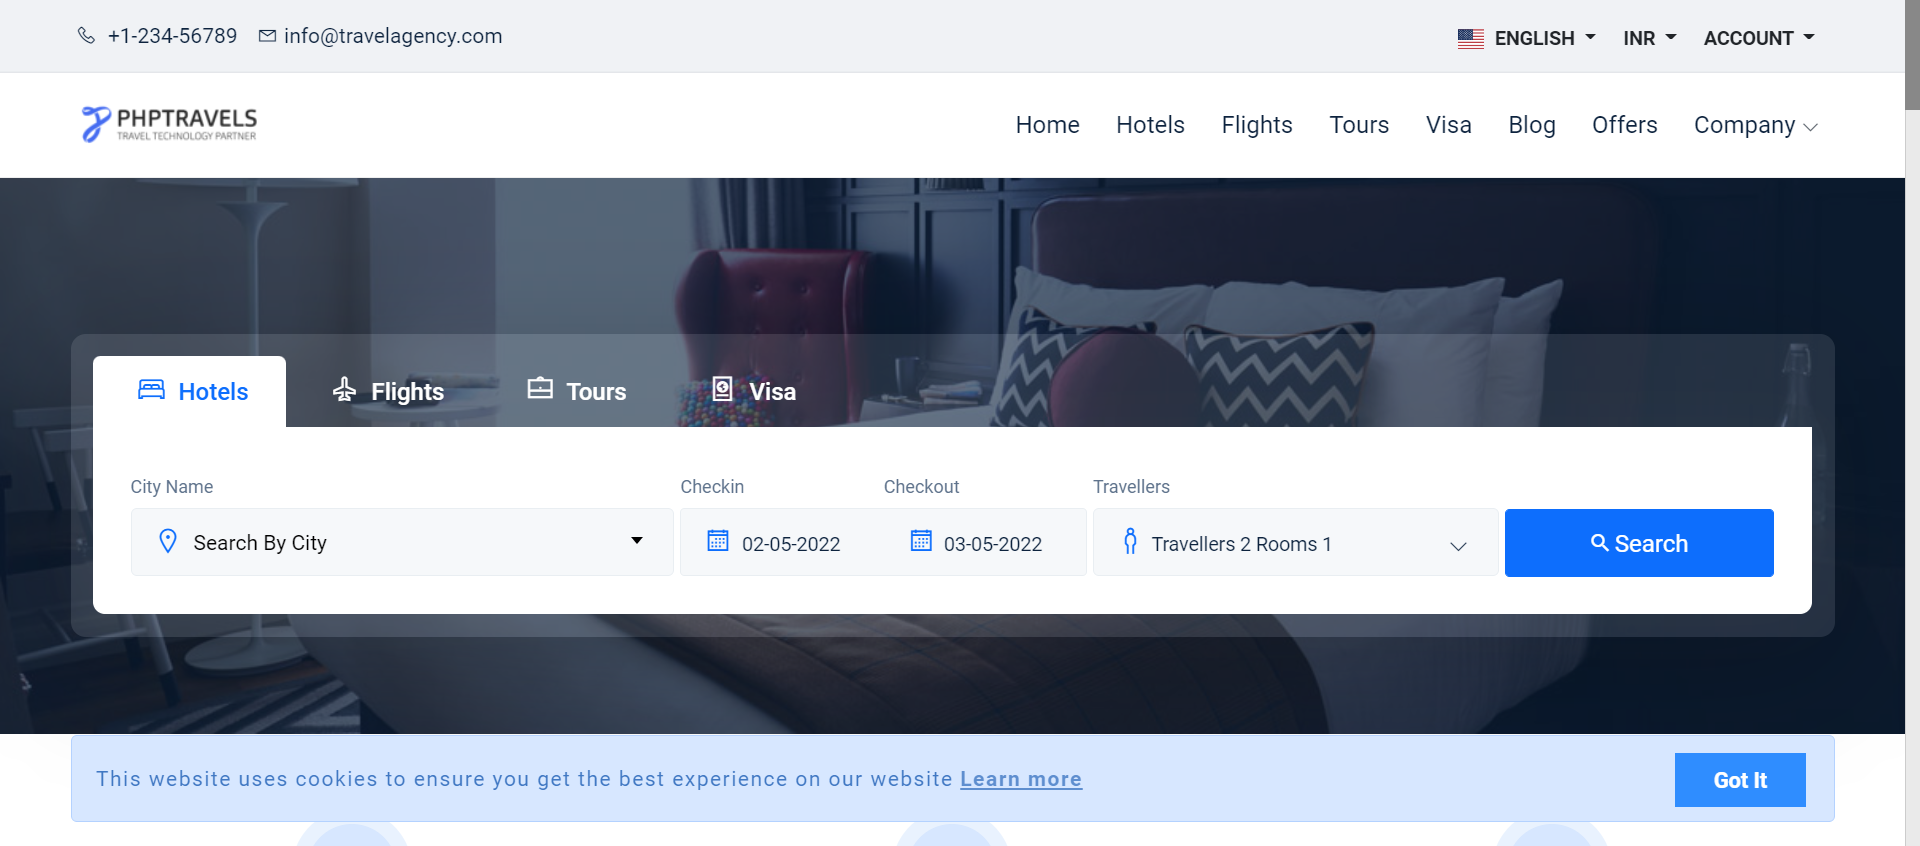 +1-234-56789 info@travelagency.com ENGLISH INR ACCOUNT
PHPTRAVELS
TRAVEL TECHNOLOGY PARTNER
Home Hotels Flights Tours Visa Blog Offers Company
Hotels Flights Tours Visa
City Name Checkin Checkout Travellers
Search By City 02-05-2022 03-05-2022 Travellers 2 Rooms 1 Search
This website uses cookies to ensure you get the best experience on our website Learn more Got It